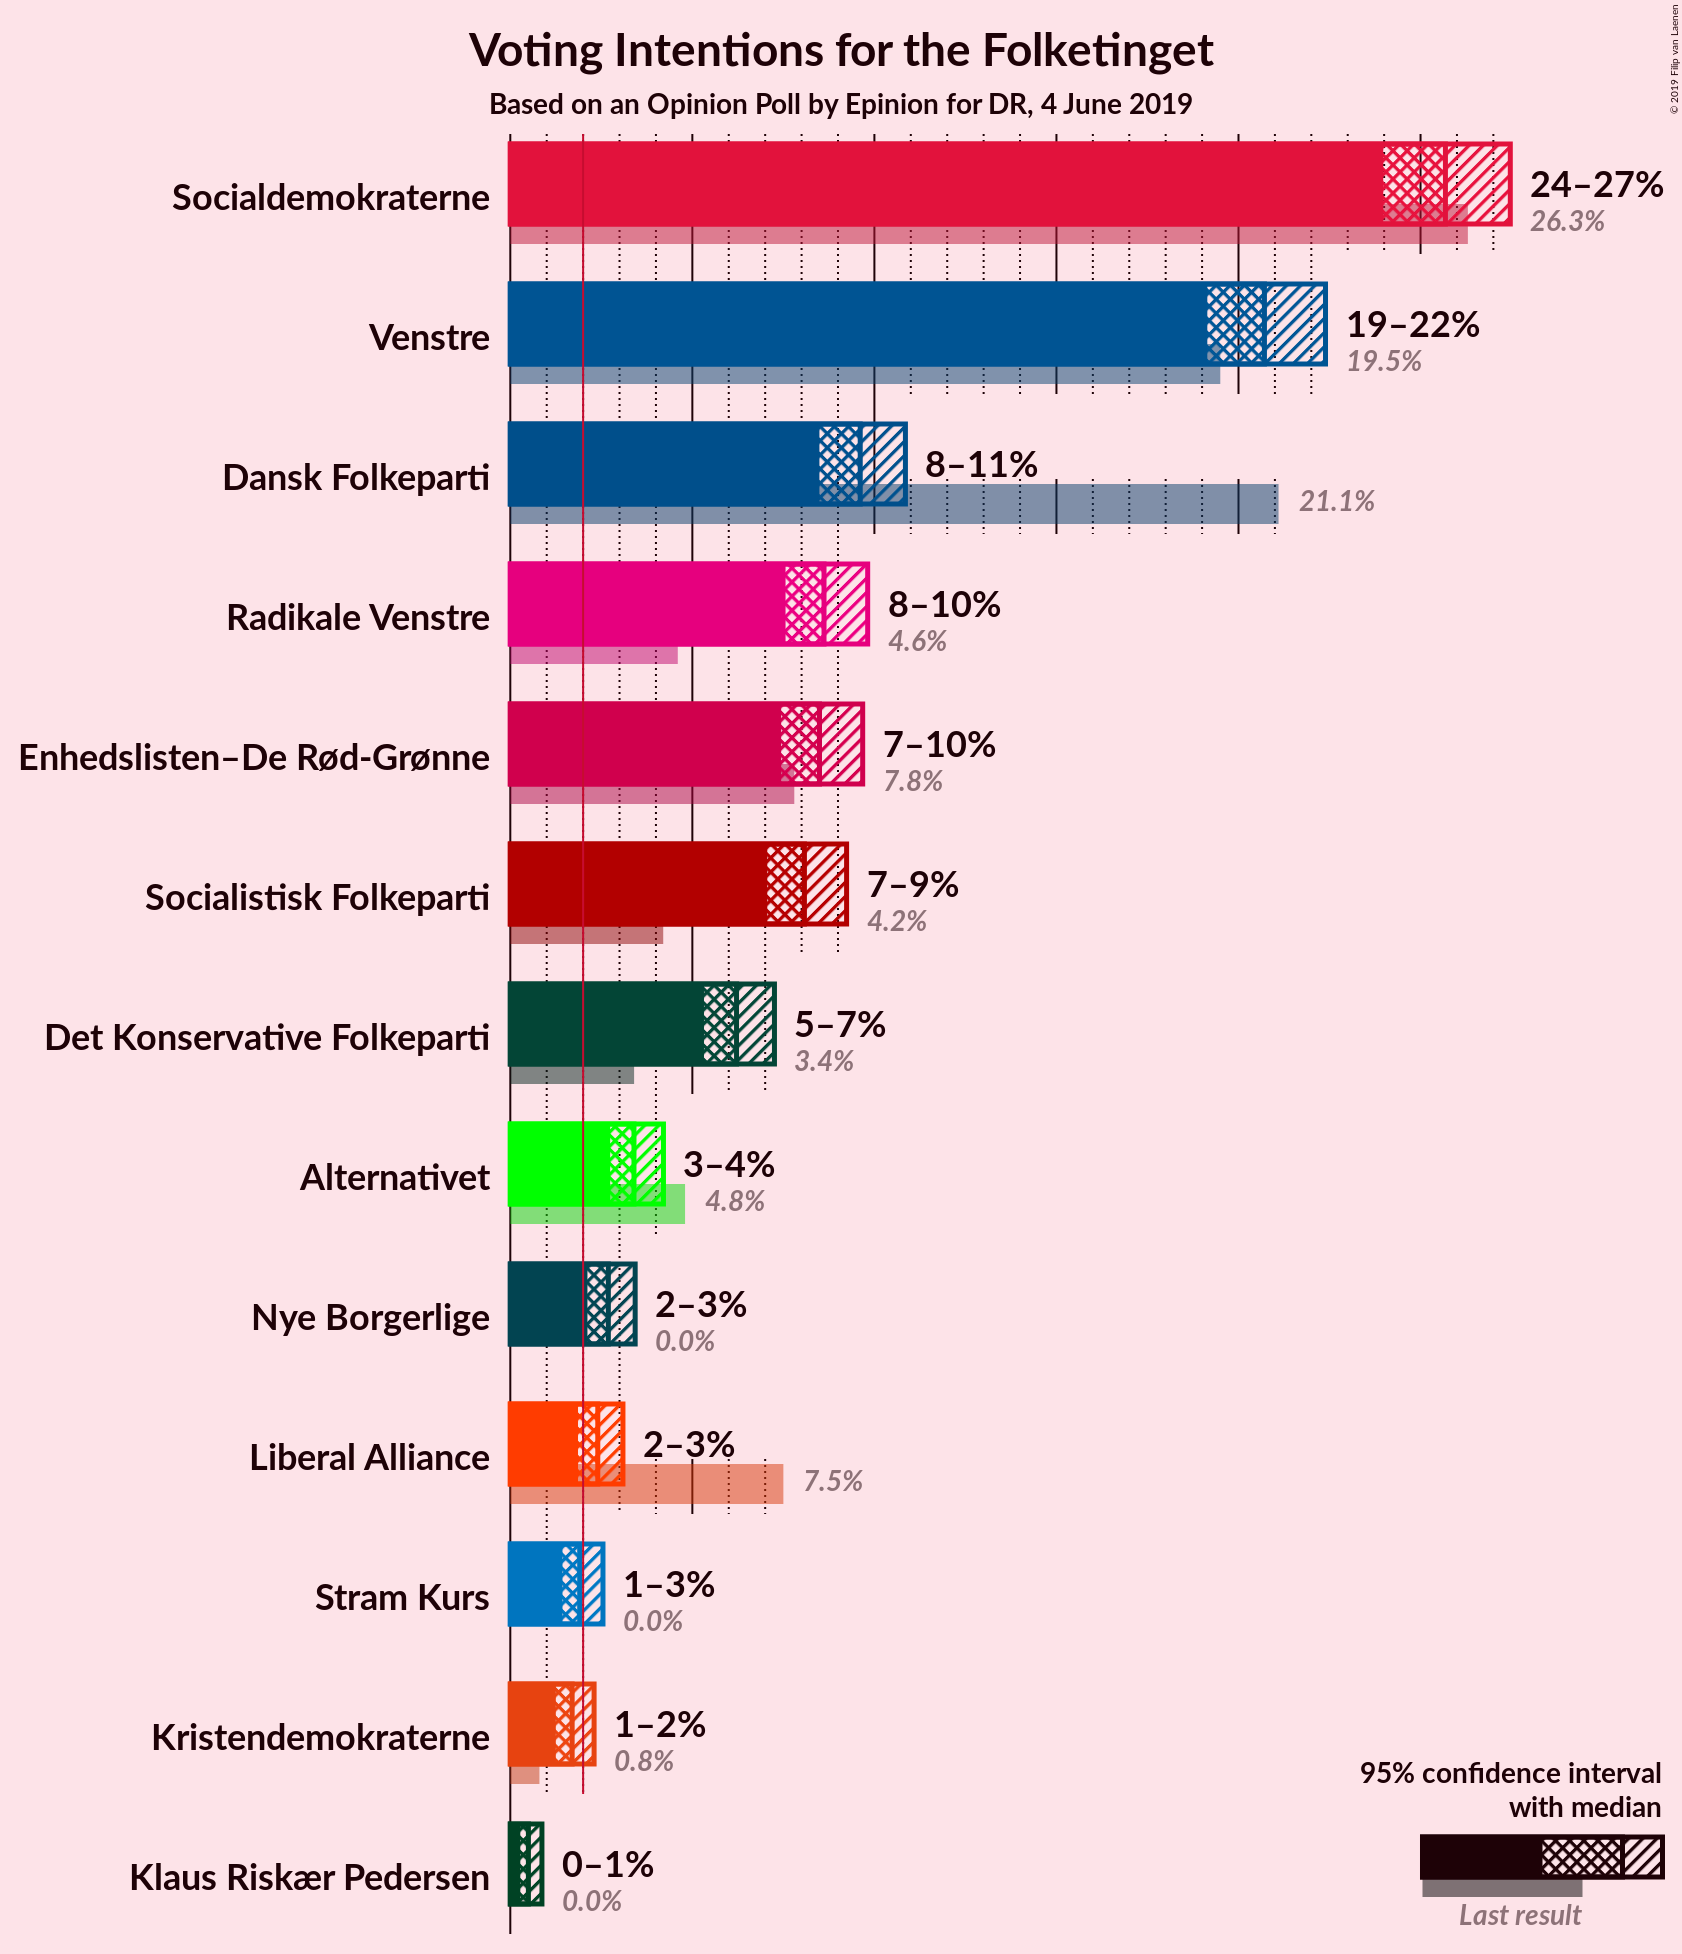 Voting Intentions for the Folketinget
Based on an Opinion Poll by Epinion for DR, 4 June 2019
© 2019 Filip van Laenen
Socialdemokraterne
24–27%
26.3%
Venstre
19–22%
19.5%
Dansk Folkeparti
8–11%
21.1%
Radikale Venstre
8–10%
4.6%
Enhedslisten–De Rød-Grønne
7–10%
7.8%
Socialistisk Folkeparti
7–9%
4.2%
Det Konservative Folkeparti
5–7%
3.4%
Alternativet
3–4%
4.8%
Nye Borgerlige
2–3%
0.0%
Liberal Alliance
2–3%
7.5%
Stram Kurs
1–3%
0.0%
Kristendemokraterne
1–2%
0.8%
Klaus Riskær Pedersen
0–1%
0.0%
95% confidence interval
with median
Last result